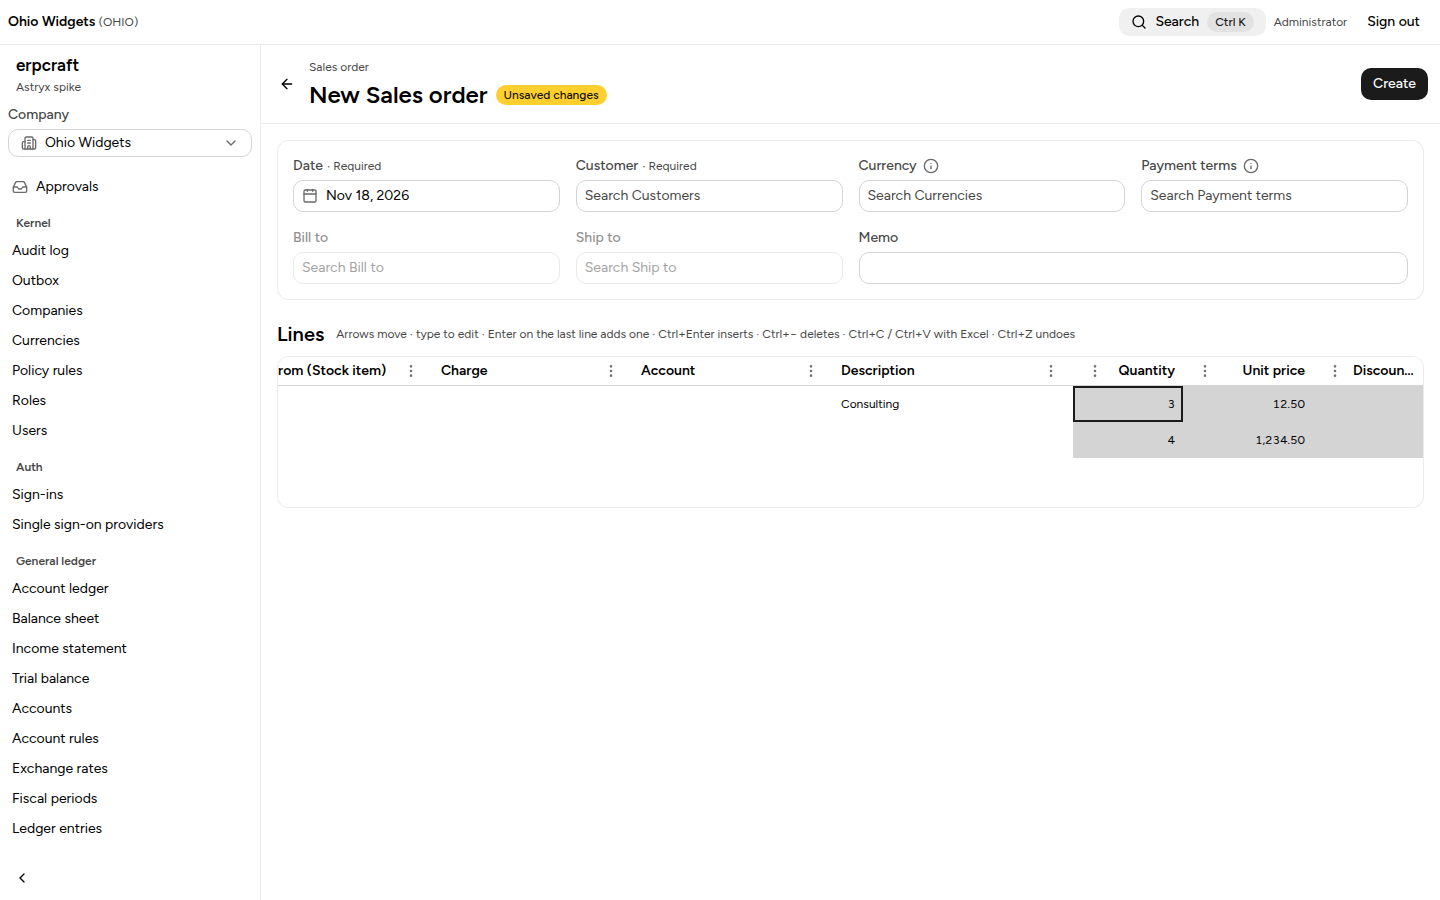 Ohio Widgets (OHIO)
Search Ctrl K Administrator Sign out
erpcraft
Astryx spike
Company
Ohio Widgets
Approvals
Kernel
Audit log
Outbox
Companies
Currencies
Policy rules
Roles
Users
Auth
Sign-ins
Single sign-on providers
General ledger
Account ledger
Balance sheet
Income statement
Trial balance
Accounts
Account rules
Exchange rates
Fiscal periods
Ledger entries
Sales order
New Sales order Unsaved changes
Create
Date · Required Customer · Required Currency Payment terms
Nov 18, 2026 Search Customers Search Currencies Search Payment terms
Bill to Ship to Memo
Search Bill to Search Ship to
Lines Arrows move · type to edit · Enter on the last line adds one · Ctrl+Enter inserts · Ctrl+− deletes · Ctrl+C / Ctrl+V with Excel · Ctrl+Z undoes
rom (Stock item) Charge Account Description Quantity Unit price Discoun...
Consulting 3 12.50
4 1,234.50